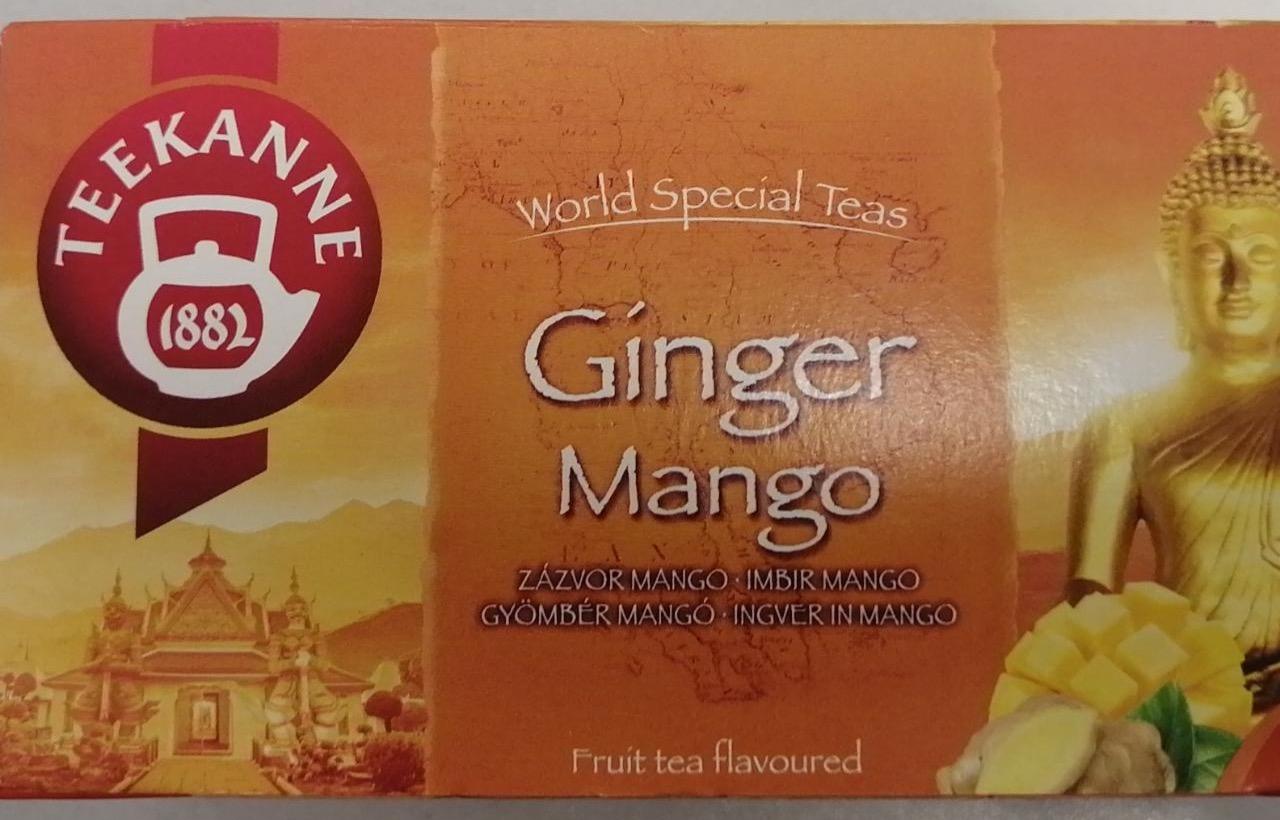 TEEKANNE
1882
World Special Teas
Ginger
Mango
ZÁZVOR MANGO · IMBIR MANGO
GYÖMBÉR MANGÓ · INGVER IN MANGO
Fruit tea flavoured